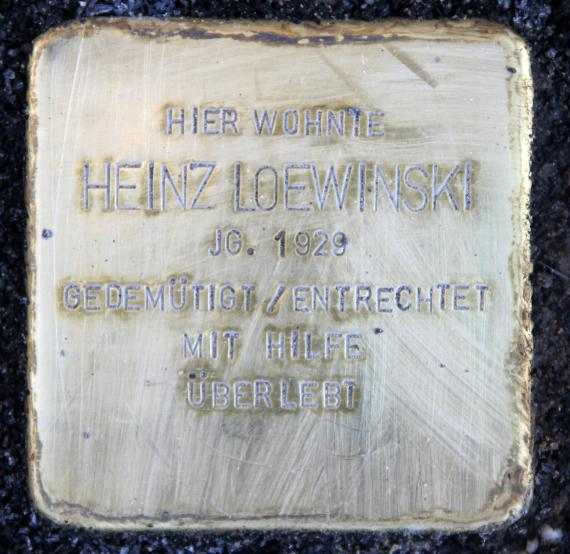 HIER WOHNTE
HEINZ LOEWINSKI
JG. 1929
GEDEMÜTIGT / ENTRECHTET
MIT HILFE
ÜBERLEBT